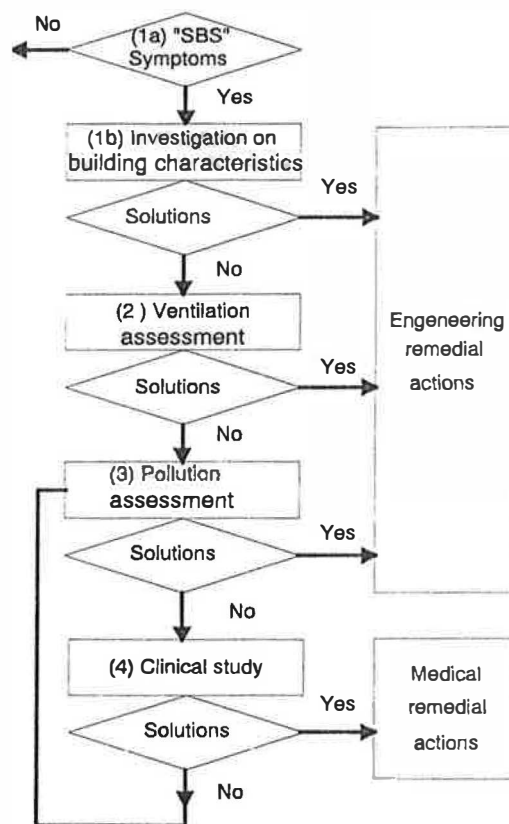 No
(1a) "SBS"
Symptoms
Yes
(1b) Investigation on
building characteristics
Yes
Solutions
No
(2 ) Ventilation
assessment
Engeneering
remedial
actions
Yes
Solutions
No
(3) Pollution
assessment
Yes
Solutions
No
(4) Clinical study
Medical
remedial
actions
Yes
Solutions
No